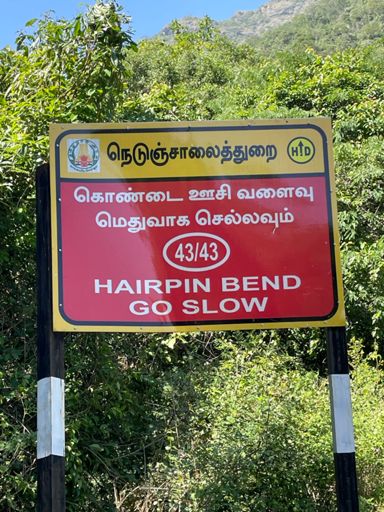 நெடுஞ்சாலைத்துறை
HD
கொண்டை ஊசி வளைவு
மெதுவாக செல்லவும்
43/43
HAIRPIN BEND
GO SLOW